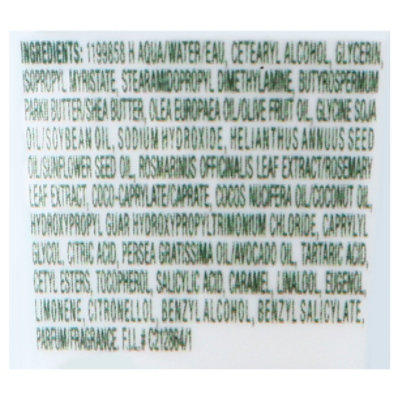 INGREDIENTS: 1199858 H AQUA/WATER/EAU, CETEARYL ALCOHOL, GLYCERIN,
ISOPROPYL MYRISTATE, STEARAMIDOPROPYL DIMETHYLAMINE, BUTYROSPERMUM
PARKII BUTTER/SHEA BUTTER, OLEA EUROPAEA OIL/OLIVE FRUIT OIL, GLYCINE SOJA
OIL/SOYBEAN OIL, SODIUM HYDROXIDE, HELIANTHUS ANNUUS SEED
OIL/SUNFLOWER SEED OIL, ROSMARINUS OFFICINALIS LEAF EXTRACT/ROSEMARY
LEAF EXTRACT, COCO-CAPRYLATE/CAPRATE, COCOS NUCIFERA OIL/COCONUT OIL,
HYDROXYPROPYL GUAR HYDROXYPROPYLTRIMONIUM CHLORIDE, CAPRYLYL
GLYCOL, CITRIC ACID, PERSEA GRATISSIMA OIL/AVOCADO OIL, TARTARIC ACID,
CETYL ESTERS, TOCOPHEROL, SALICYLIC ACID, CARAMEL, LINALOOL, EUGENOL,
LIMONENE, CITRONELLOL, BENZYL ALCOHOL, BENZYL SALICYLATE,
PARFUM/FRAGRANCE. F.I.L.#